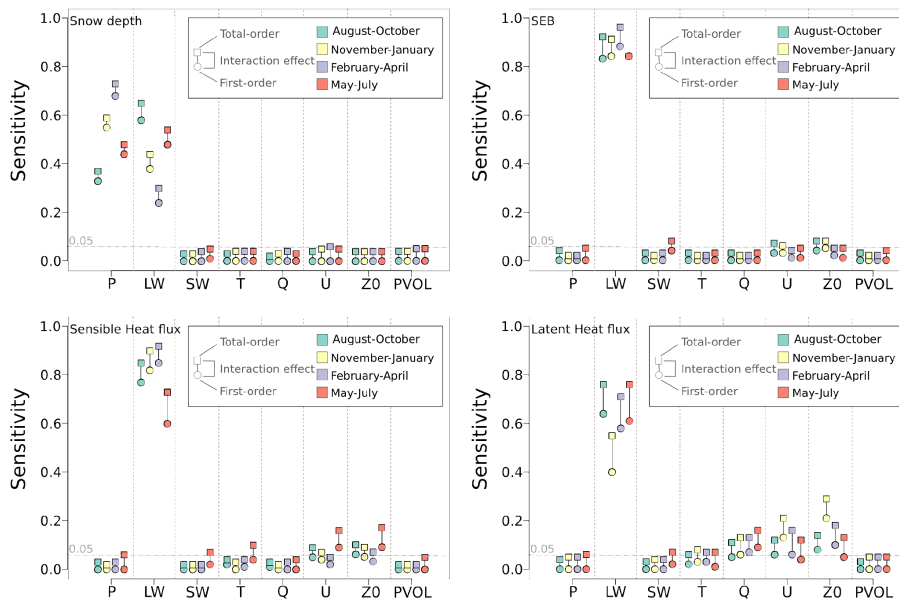 Snow depth
Total-order
Interaction effect
First-order
August-October
November-January
February-April
May-July
Sensitivity
1.0
0.8
0.6
0.4
0.2
0.0
0.05
P LW SW T Q U Z0 PVOL
SEB
Total-order
Interaction effect
First-order
August-October
November-January
February-April
May-July
Sensitivity
1.0
0.8
0.6
0.4
0.2
0.0
0.05
P LW SW T Q U Z0 PVOL
Sensible Heat flux
Total-order
Interaction effect
First-order
August-October
November-January
February-April
May-July
Sensitivity
1.0
0.8
0.6
0.4
0.2
0.0
0.05
P LW SW T Q U Z0 PVOL
Latent Heat flux
Total-order
Interaction effect
First-order
August-October
November-January
February-April
May-July
Sensitivity
1.0
0.8
0.6
0.4
0.2
0.0
0.05
P LW SW T Q U Z0 PVOL